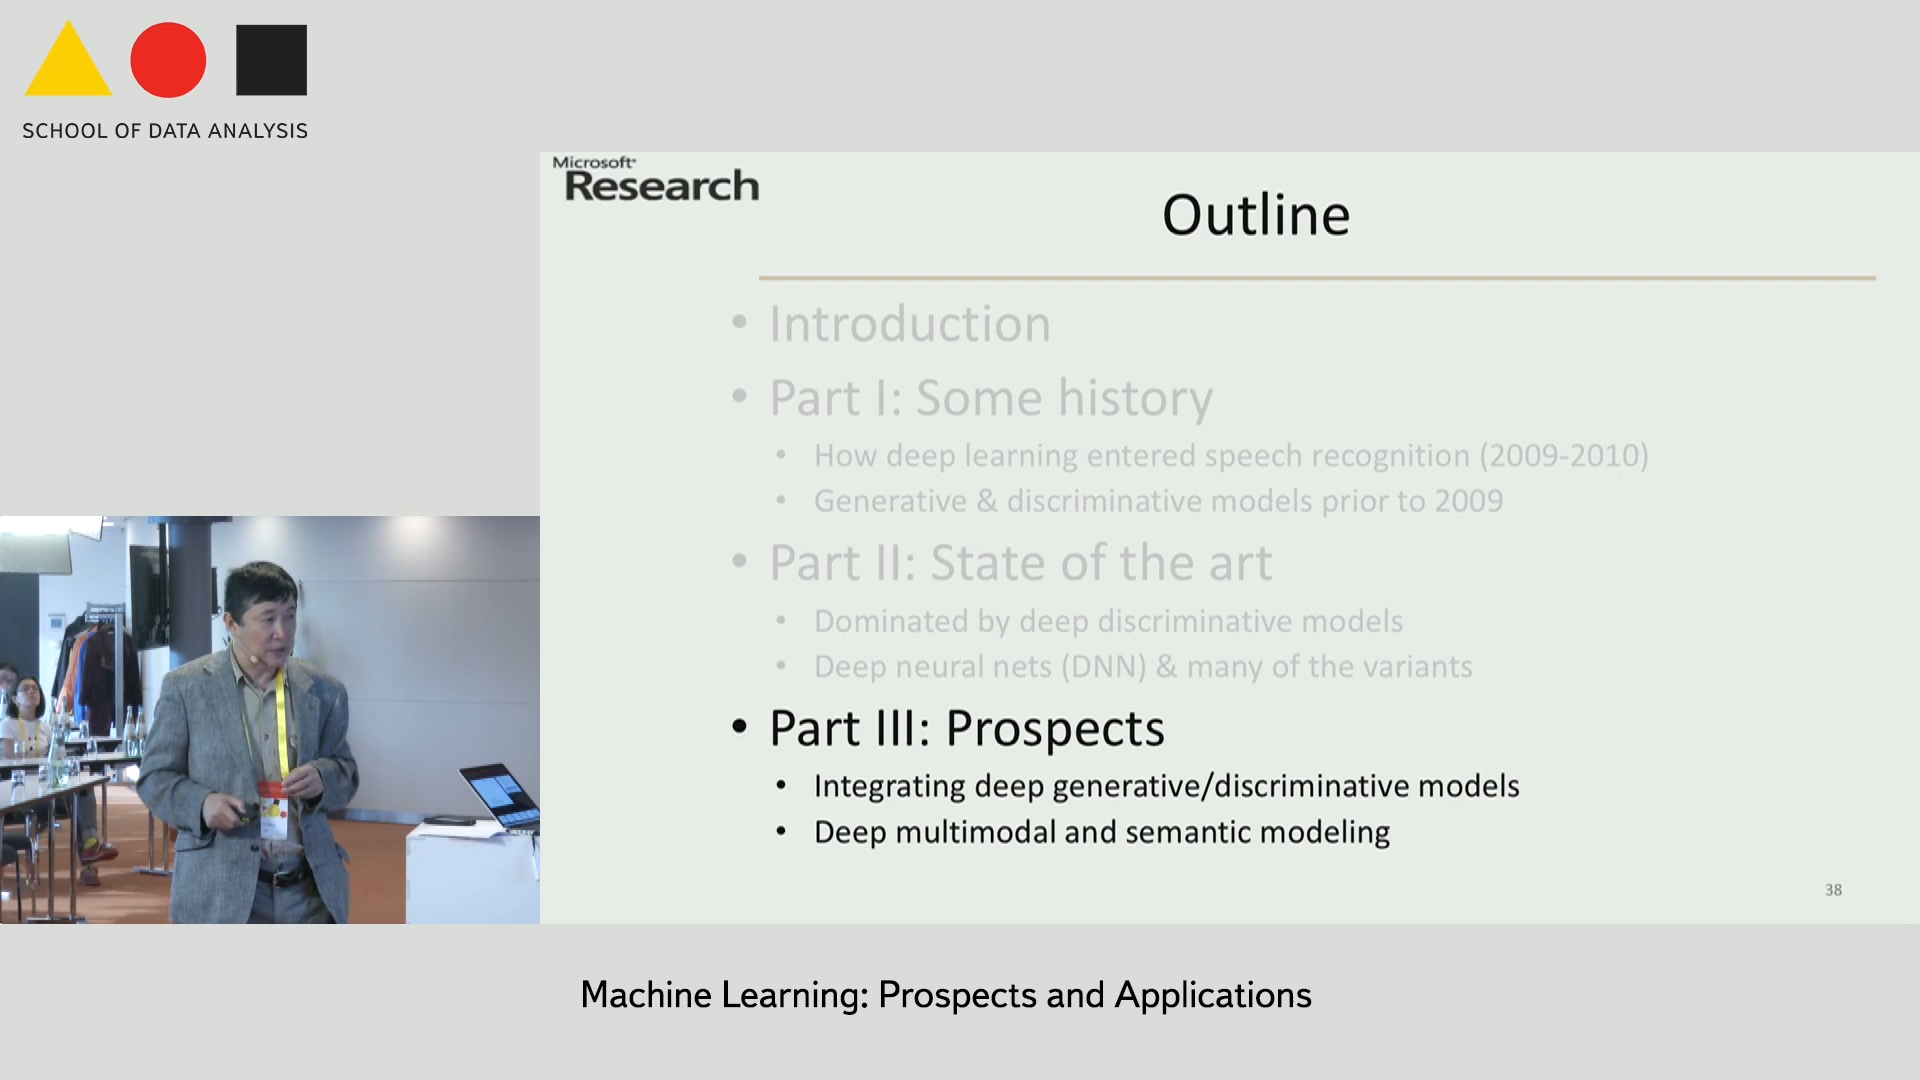 SCHOOL OF DATA ANALYSIS
Microsoft
Research
Outline
• Introduction
• Part I: Some history
• How deep learning entered speech recognition (2009-2010)
• Generative & discriminative models prior to 2009
• Part II: State of the art
• Dominated by deep discriminative models
• Deep neural nets (DNN) & many of the variants
• Part III: Prospects
• Integrating deep generative/discriminative models
• Deep multimodal and semantic modeling
38
Machine Learning: Prospects and Applications